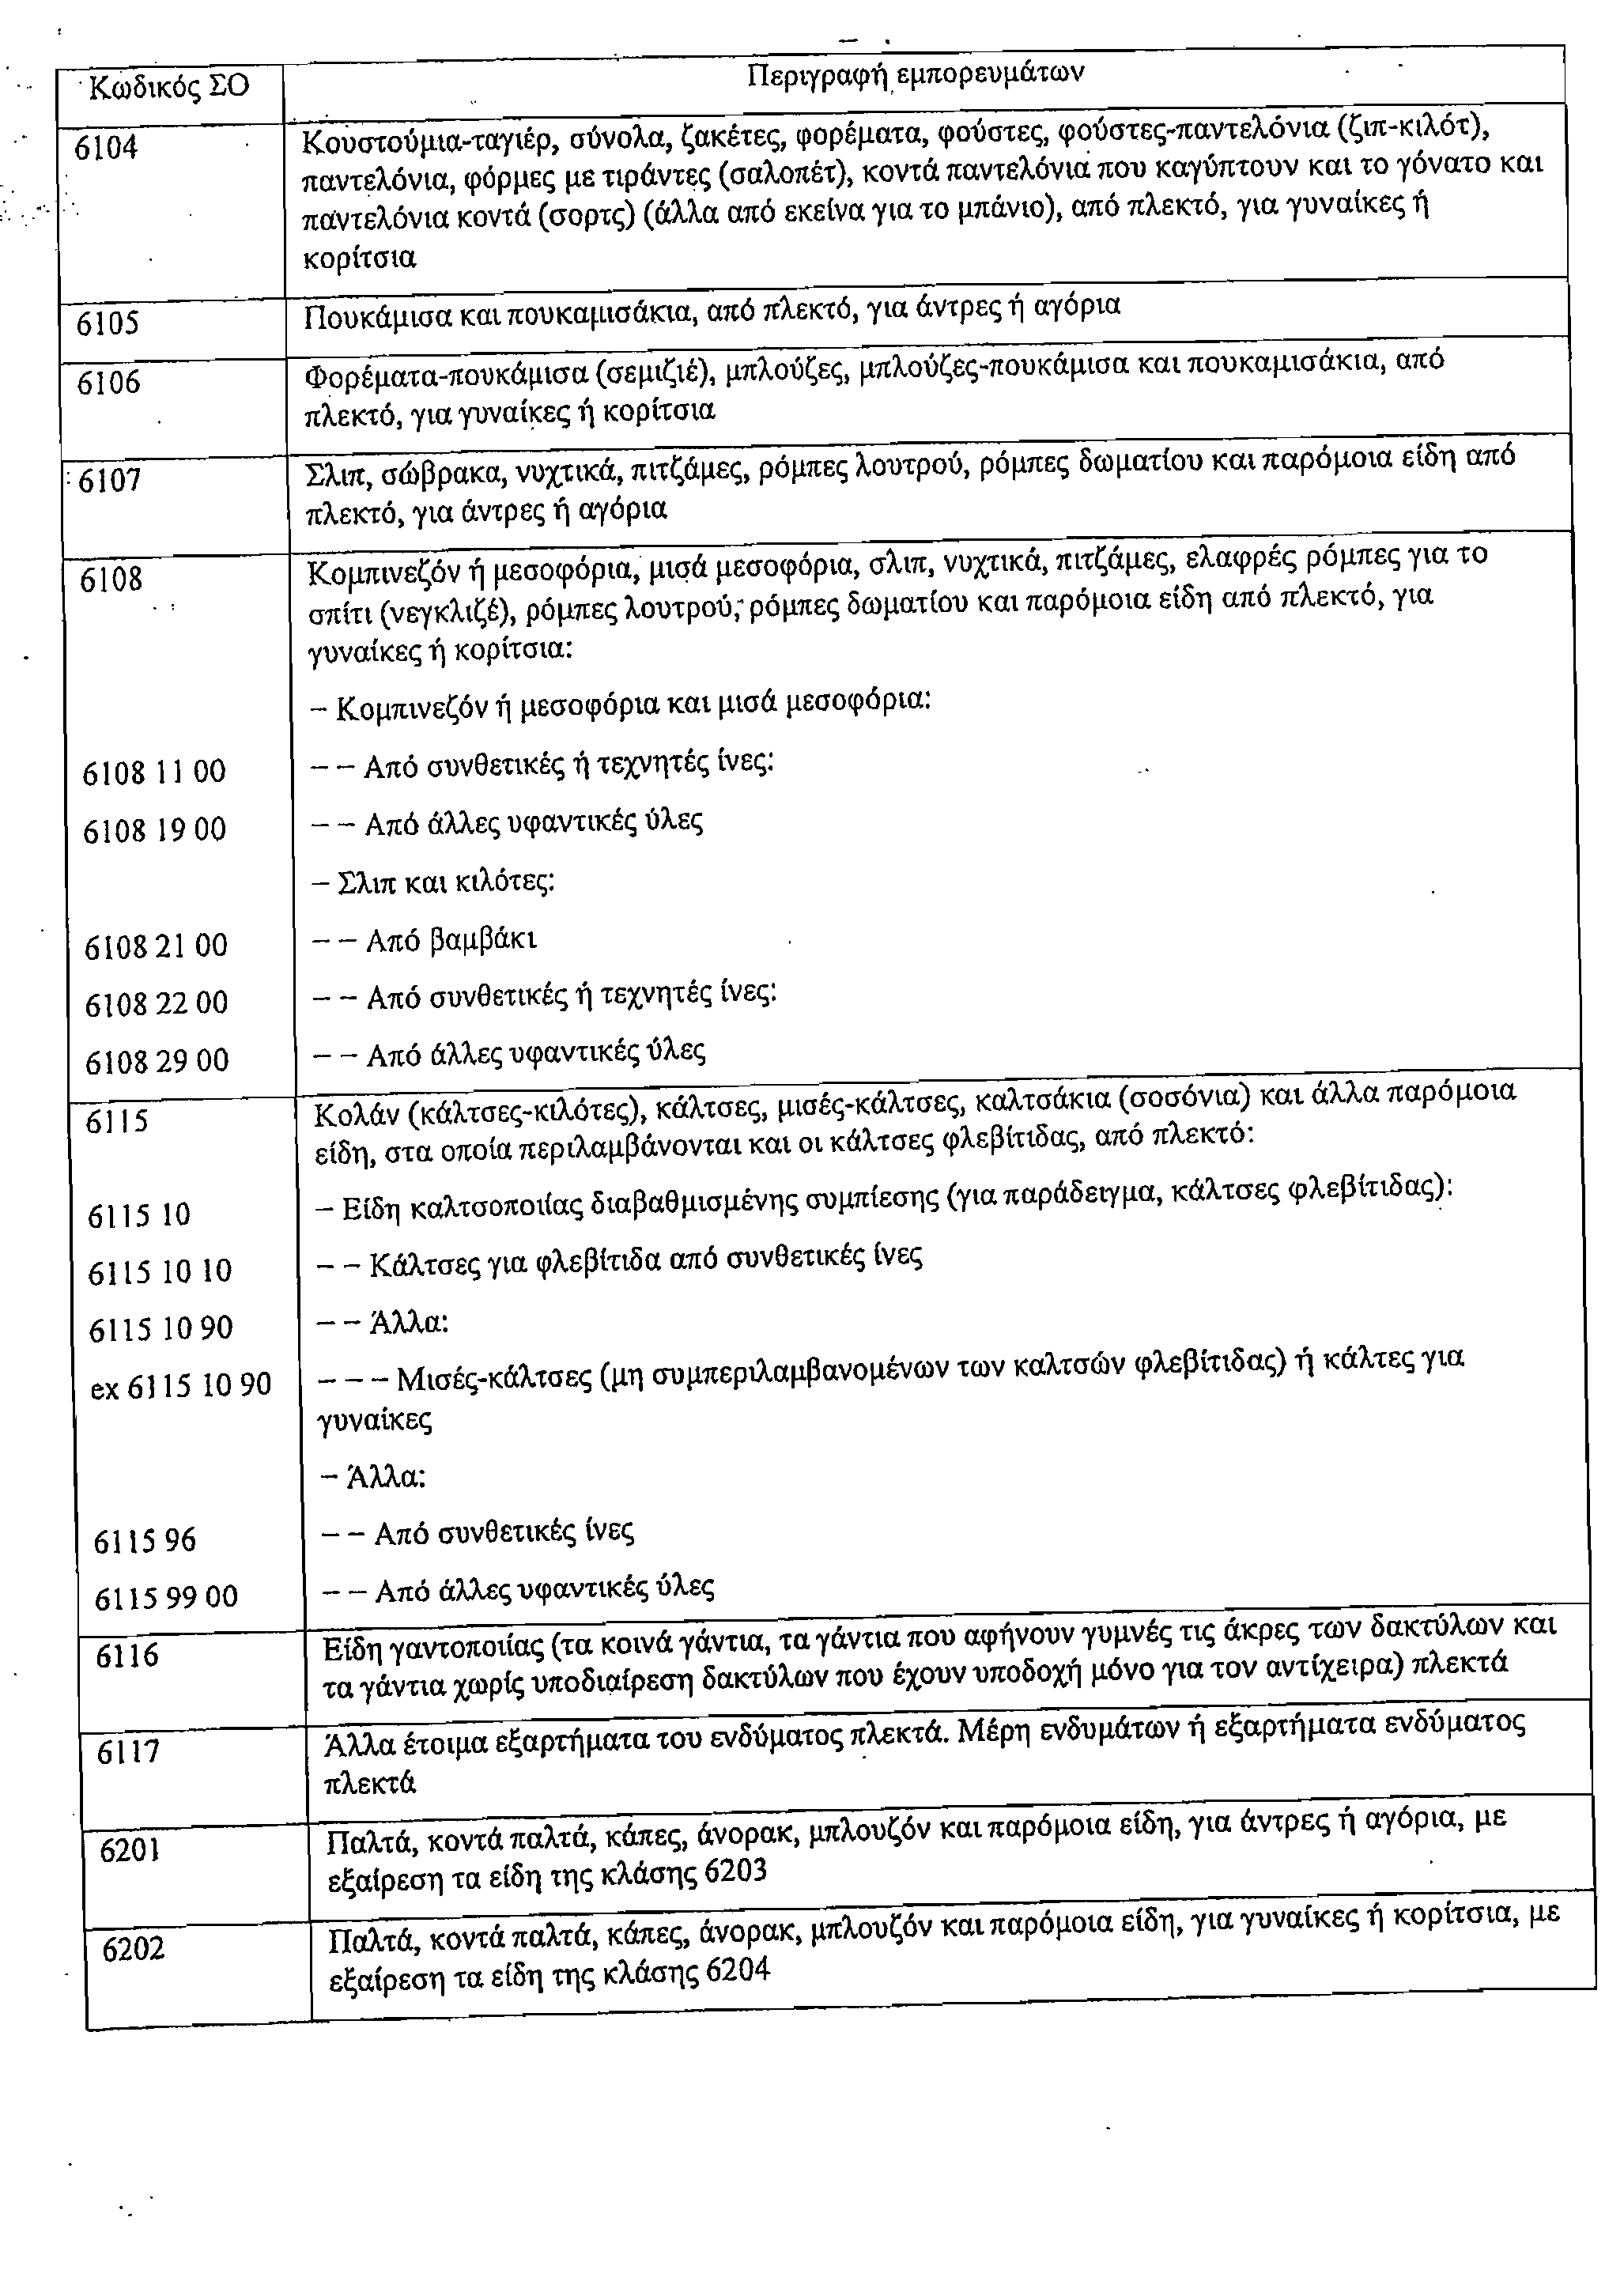 Κωδικός ΣΟ Περιγραφή εμπορευμάτων
6104 Κουστούμια-ταγιέρ, σύνολα, ζακέτες, φορέματα, φούστες, φούστες-παντελόνια (ζιπ-κιλότ),
παντελόνια, φόρμες με τιράντες (σαλοπέτ), κοντά παντελόνια που καγύπτουν και το γόνατο και
παντελόνια κοντά (σορτς) (άλλα από εκείνα για το μπάνιο), από πλεκτό, για γυναίκες ή
κορίτσια
6105 Πουκάμισα και πουκαμισάκια, από πλεκτό, για άντρες ή αγόρια
6106 Φορέματα-πουκάμισα (σεμιζιέ), μπλούζες, μπλούζες-πουκάμισα και πουκαμισάκια, από
πλεκτό, για γυναίκες ή κορίτσια
6107 Σλιπ, σώβρακα, νυχτικά, πιτζάμες, ρόμπες λουτρού, ρόμπες δωματίου και παρόμοια είδη από
πλεκτό, για άντρες ή αγόρια
6108 Κομπινεζόν ή μεσοφόρια, μισά μεσοφόρια, σλιπ, νυχτικά, πιτζάμες, ελαφρές ρόμπες για το
σπίτι (νεγκλιζέ), ρόμπες λουτρού, ρόμπες δωματίου και παρόμοια είδη από πλεκτό, για
γυναίκες ή κορίτσια:
– Κομπινεζόν ή μεσοφόρια και μισά μεσοφόρια:
6108 11 00 – – Από συνθετικές ή τεχνητές ίνες:
6108 19 00 – – Από άλλες υφαντικές ύλες
– Σλιπ και κιλότες:
6108 21 00 – – Από βαμβάκι
6108 22 00 – – Από συνθετικές ή τεχνητές ίνες:
6108 29 00 – – Από άλλες υφαντικές ύλες
6115 Κολάν (κάλτσες-κιλότες), κάλτσες, μισές-κάλτσες, καλτσάκια (σοσόνια) και άλλα παρόμοια
είδη, στα οποία περιλαμβάνονται και οι κάλτσες φλεβίτιδας, από πλεκτό:
6115 10 – Είδη καλτσοποιίας διαβαθμισμένης συμπίεσης (για παράδειγμα, κάλτσες φλεβίτιδας):
6115 10 10 – – Κάλτσες για φλεβίτιδα από συνθετικές ίνες
6115 10 90 – – Άλλα:
ex 6115 10 90 – – – Μισές-κάλτσες (μη συμπεριλαμβανομένων των καλτσών φλεβίτιδας) ή κάλτες για
γυναίκες
– Άλλα:
6115 96 – – Από συνθετικές ίνες
6115 99 00 – – Από άλλες υφαντικές ύλες
6116 Είδη γαντοποιίας (τα κοινά γάντια, τα γάντια που αφήνουν γυμνές τις άκρες των δακτύλων και
τα γάντια χωρίς υποδιαίρεση δακτύλων που έχουν υποδοχή μόνο για τον αντίχειρα) πλεκτά
6117 Άλλα έτοιμα εξαρτήματα του ενδύματος πλεκτά. Μέρη ενδυμάτων ή εξαρτήματα ενδύματος
πλεκτά
6201 Παλτά, κοντά παλτά, κάπες, άνορακ, μπλουζόν και παρόμοια είδη, για άντρες ή αγόρια, με
εξαίρεση τα είδη της κλάσης 6203
6202 Παλτά, κοντά παλτά, κάπες, άνορακ, μπλουζόν και παρόμοια είδη, για γυναίκες ή κορίτσια, με
εξαίρεση τα είδη της κλάσης 6204